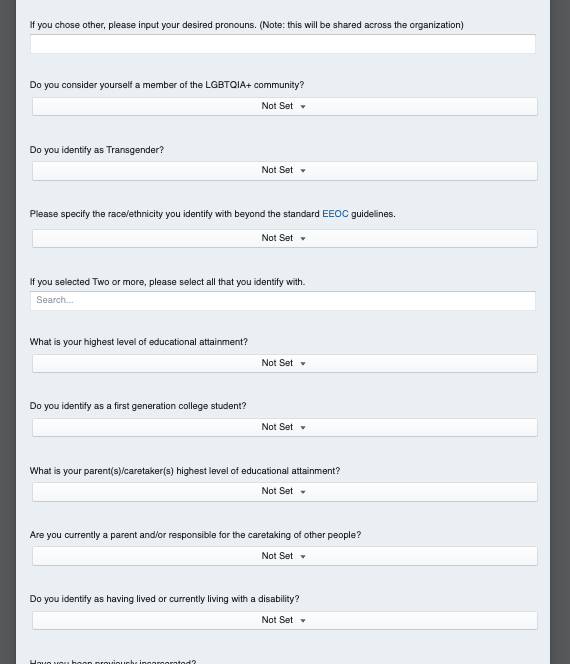 If you chose other, please input your desired pronouns. (Note: this will be shared across the organization)
Do you consider yourself a member of the LGBTQIA+ community?
Not Set
Do you identify as Transgender?
Not Set
Please specify the race/ethnicity you identify with beyond the standard EEOC guidelines.
Not Set
If you selected Two or more, please select all that you identify with.
Search...
What is your highest level of educational attainment?
Not Set
Do you identify as a first generation college student?
Not Set
What is your parent(s)/caretaker(s) highest level of educational attainment?
Not Set
Are you currently a parent and/or responsible for the caretaking of other people?
Not Set
Do you identify as having lived or currently living with a disability?
Not Set
Have you been previously incarcerated?